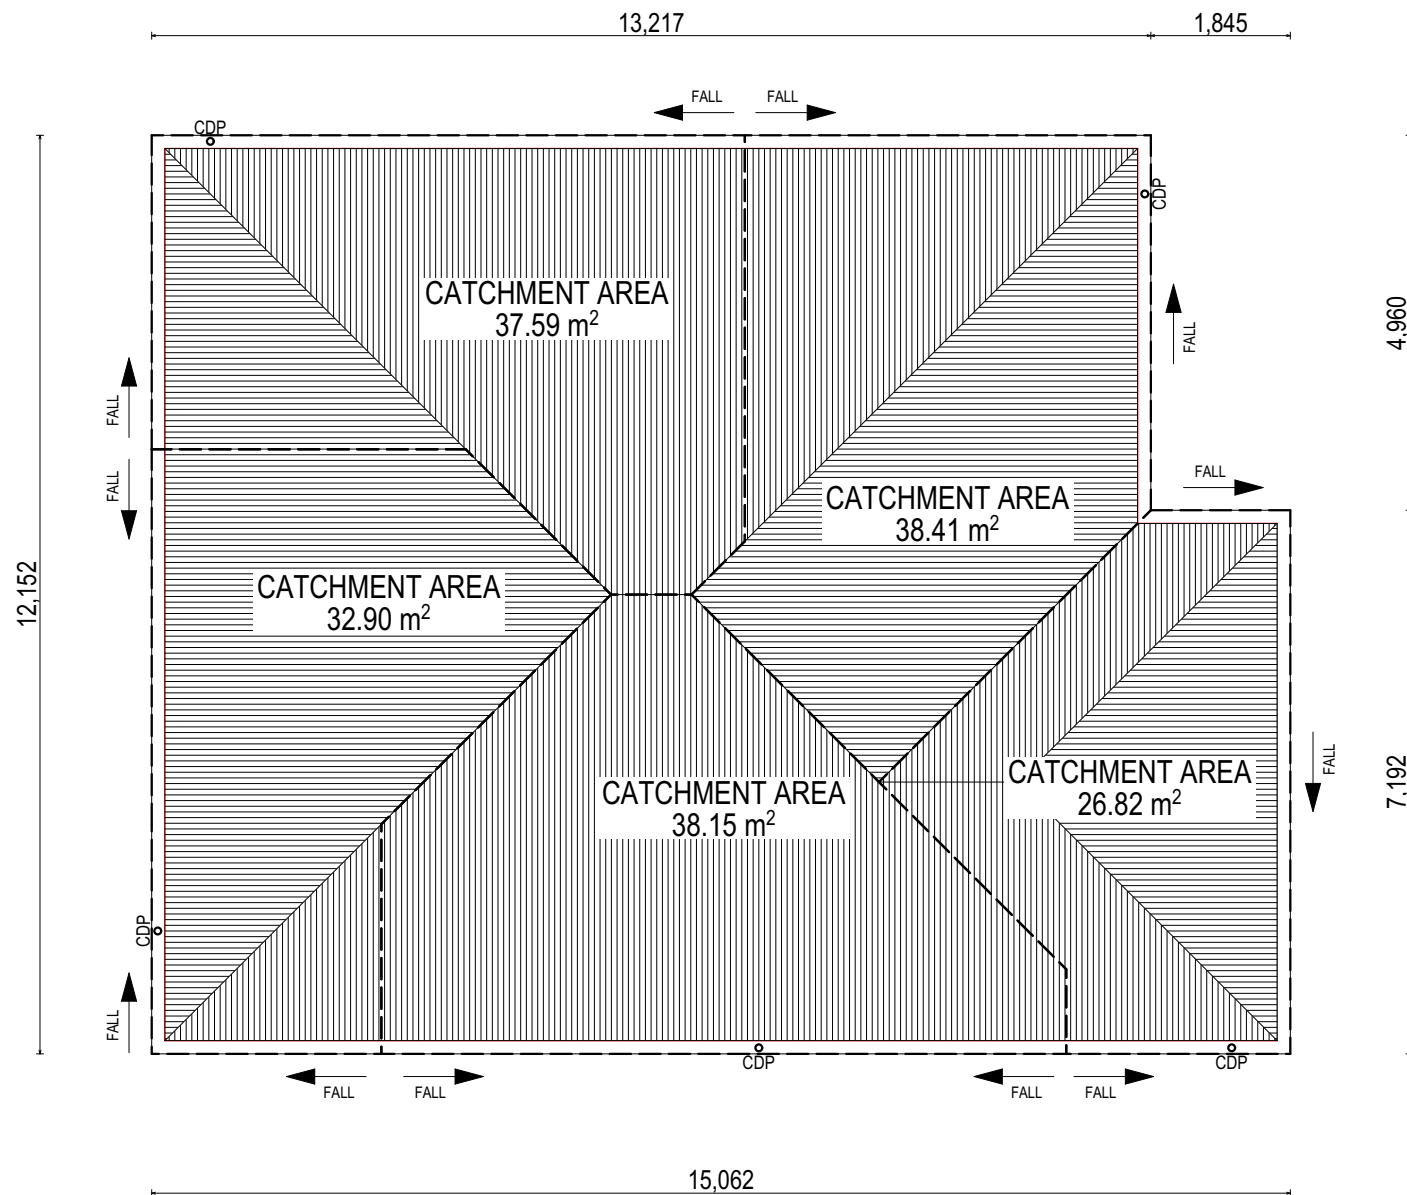 13,217
1,845
FALL
FALL
CDP
CDP
CATCHMENT AREA
37.59 m²
4,960
FALL
FALL
FALL
FALL
CATCHMENT AREA
38.41 m²
12,152
CATCHMENT AREA
32.90 m²
FALL
CATCHMENT AREA
26.82 m²
7,192
CATCHMENT AREA
38.15 m²
CDP
FALL
CDP
CDP
FALL
FALL
FALL
FALL
15,062